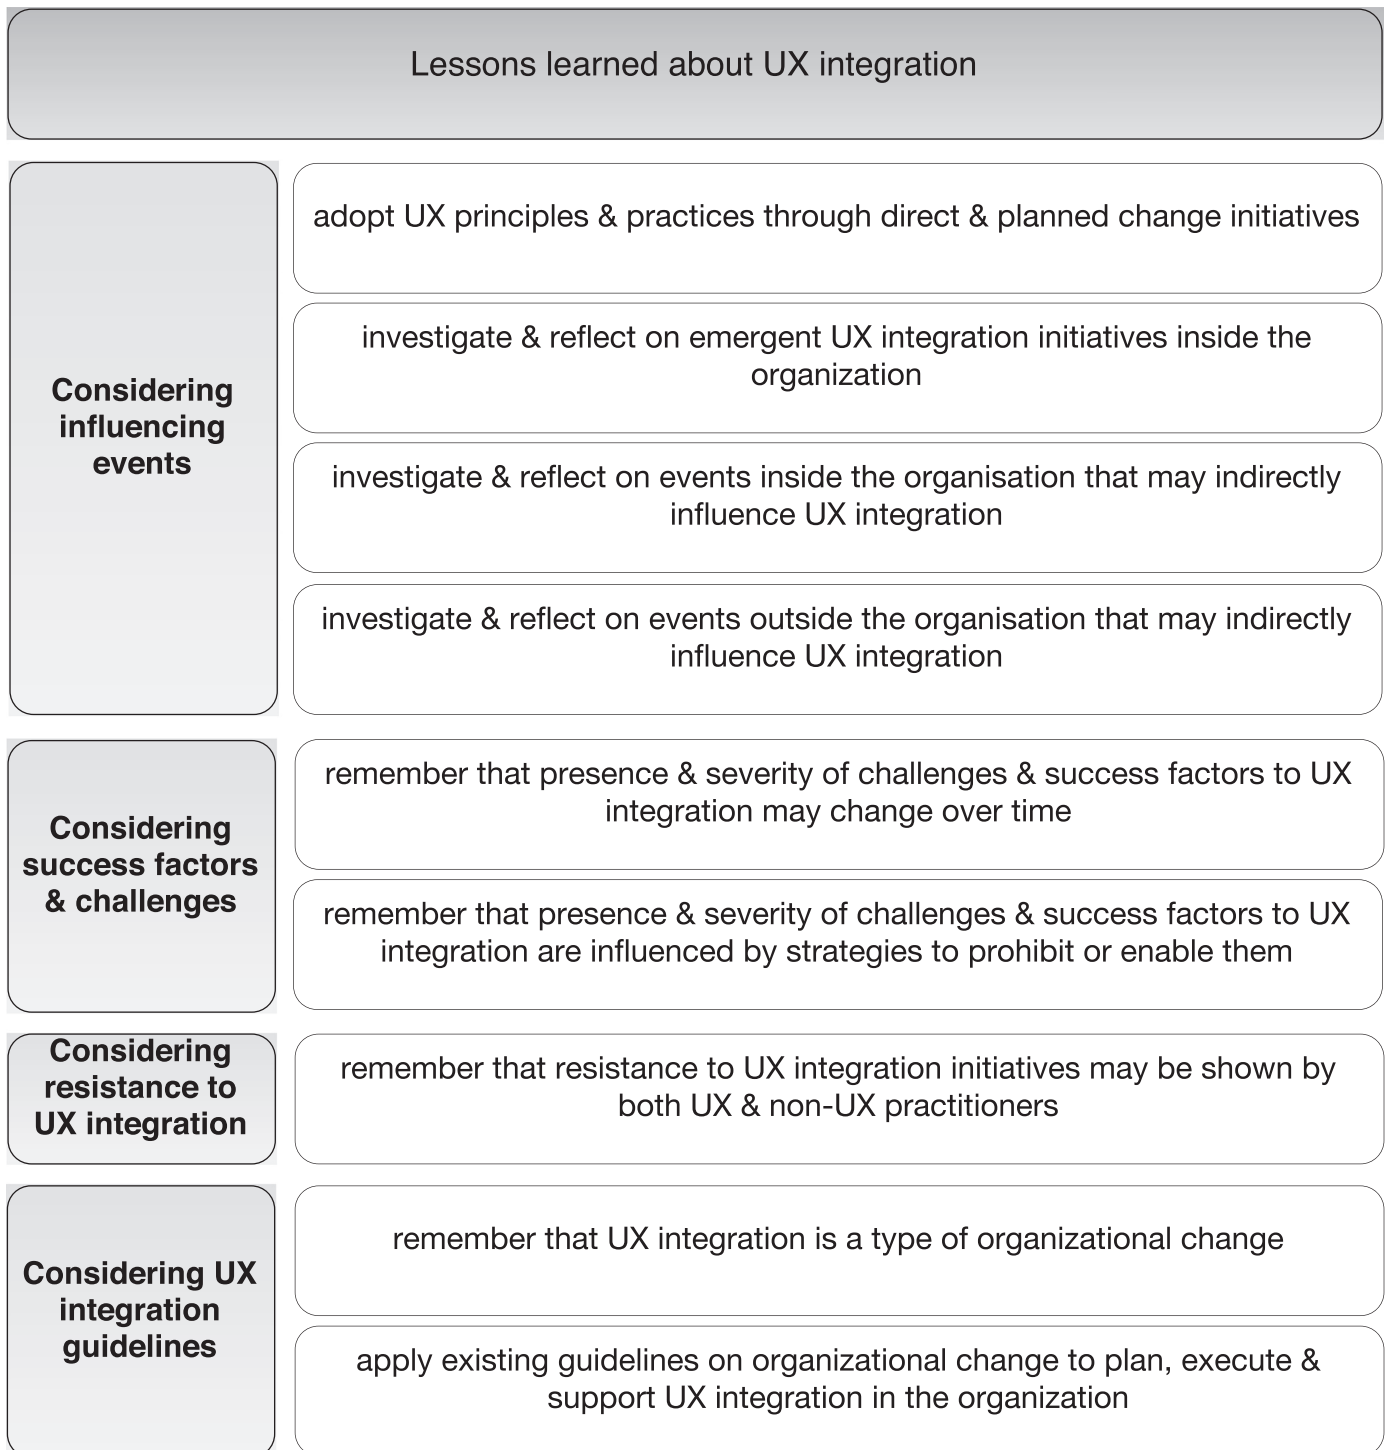 Lessons learned about UX integration
Considering
influencing
events
adopt UX principles & practices through direct & planned change initiatives
investigate & reflect on emergent UX integration initiatives inside the
organization
investigate & reflect on events inside the organisation that may indirectly
influence UX integration
investigate & reflect on events outside the organisation that may indirectly
influence UX integration
Considering
success factors
& challenges
remember that presence & severity of challenges & success factors to UX
integration may change over time
remember that presence & severity of challenges & success factors to UX
integration are influenced by strategies to prohibit or enable them
Considering
resistance to
UX integration
remember that resistance to UX integration initiatives may be shown by
both UX & non-UX practitioners
Considering UX
integration
guidelines
remember that UX integration is a type of organizational change
apply existing guidelines on organizational change to plan, execute &
support UX integration in the organization